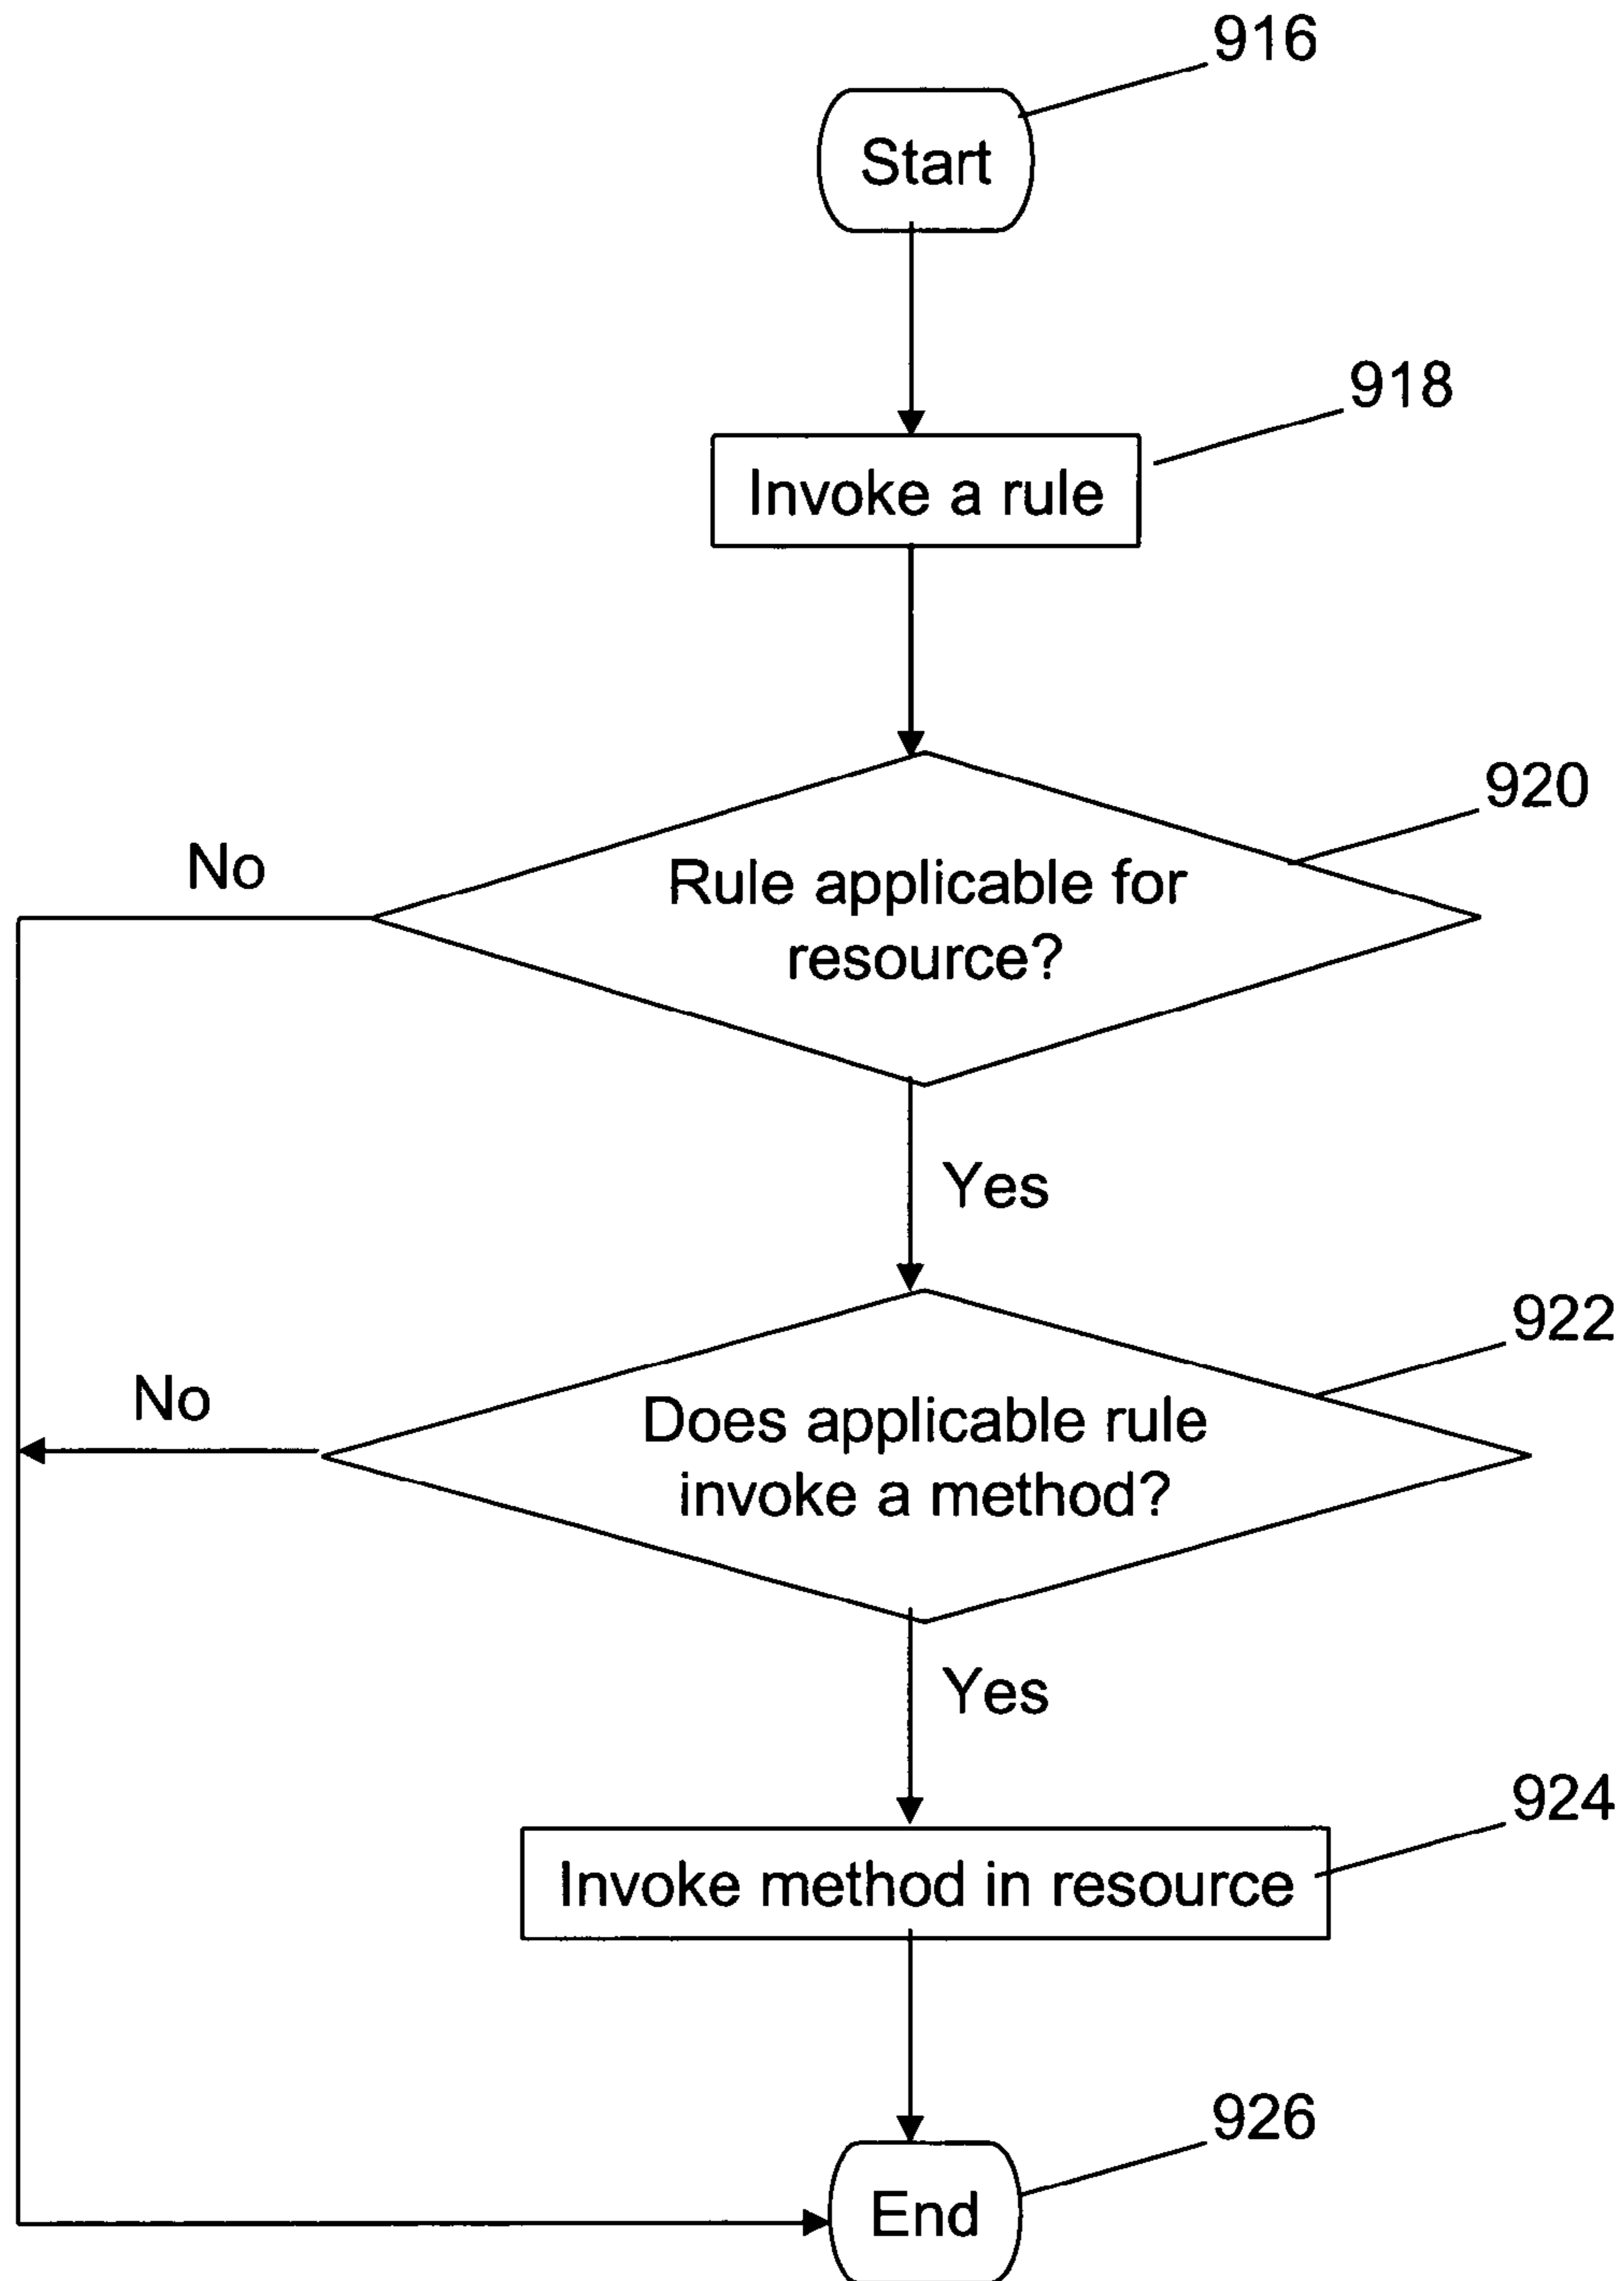 916
Start
918
Invoke a rule
920
No
Rule applicable for
resource?
Yes
922
No
Does applicable rule
invoke a method?
Yes
924
Invoke method in resource
926
End